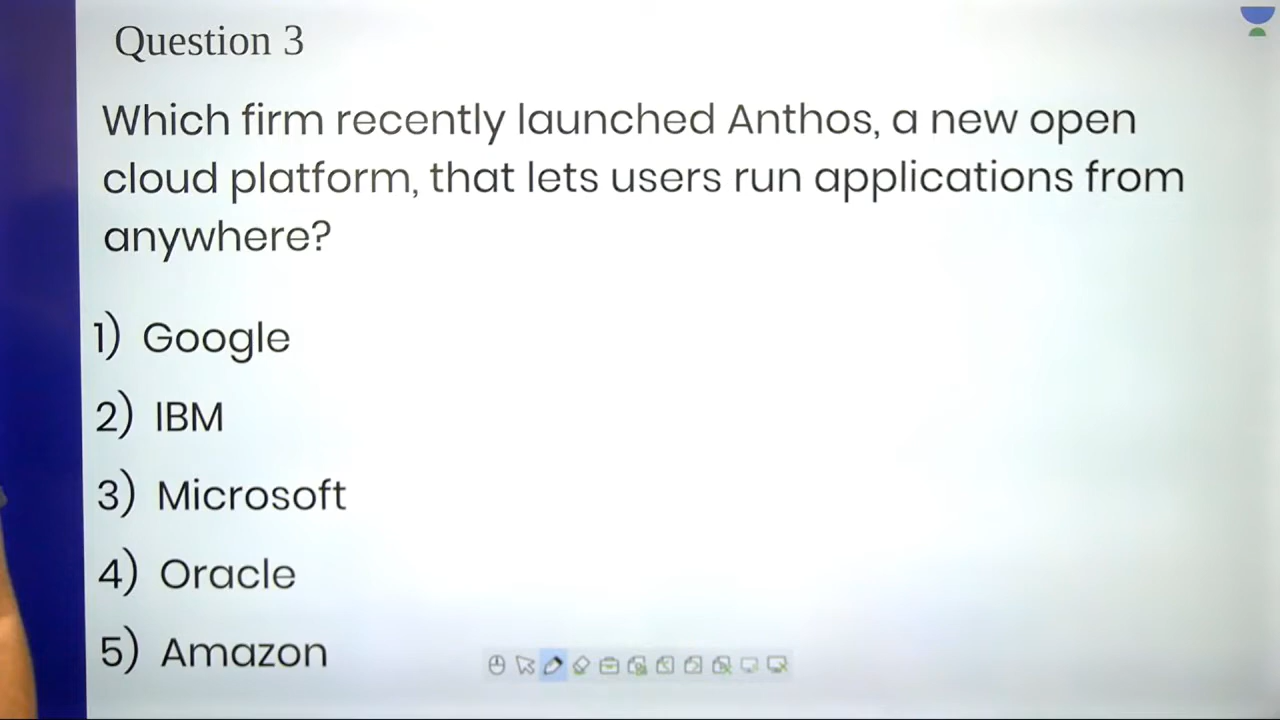 Question 3
Which firm recently launched Anthos, a new open
cloud platform, that lets users run applications from
anywhere?
1) Google
2) IBM
3) Microsoft
4) Oracle
5) Amazon